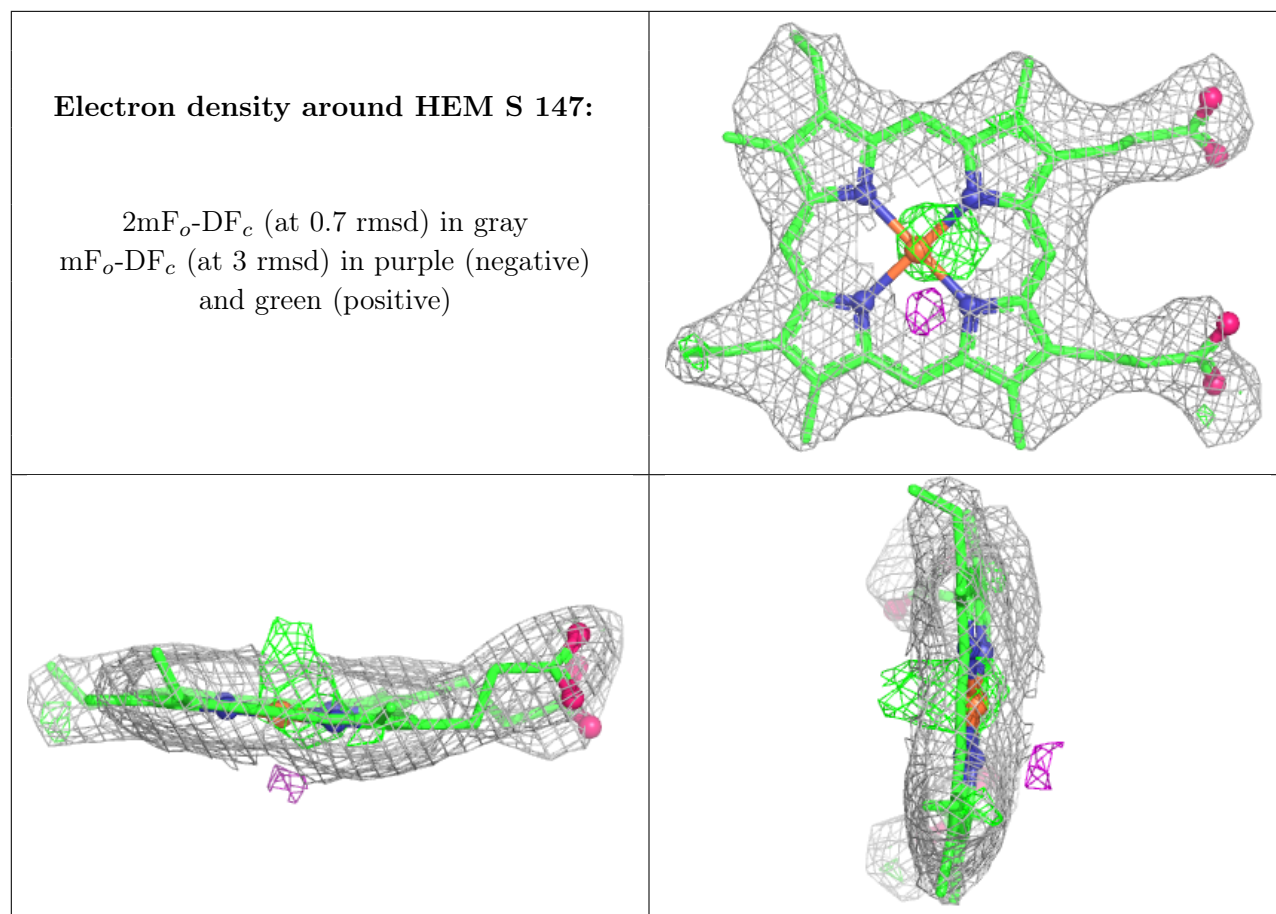 Electron density around HEM S 147:
2mFo-DFc (at 0.7 rmsd) in gray
mFo-DFc (at 3 rmsd) in purple (negative)
and green (positive)